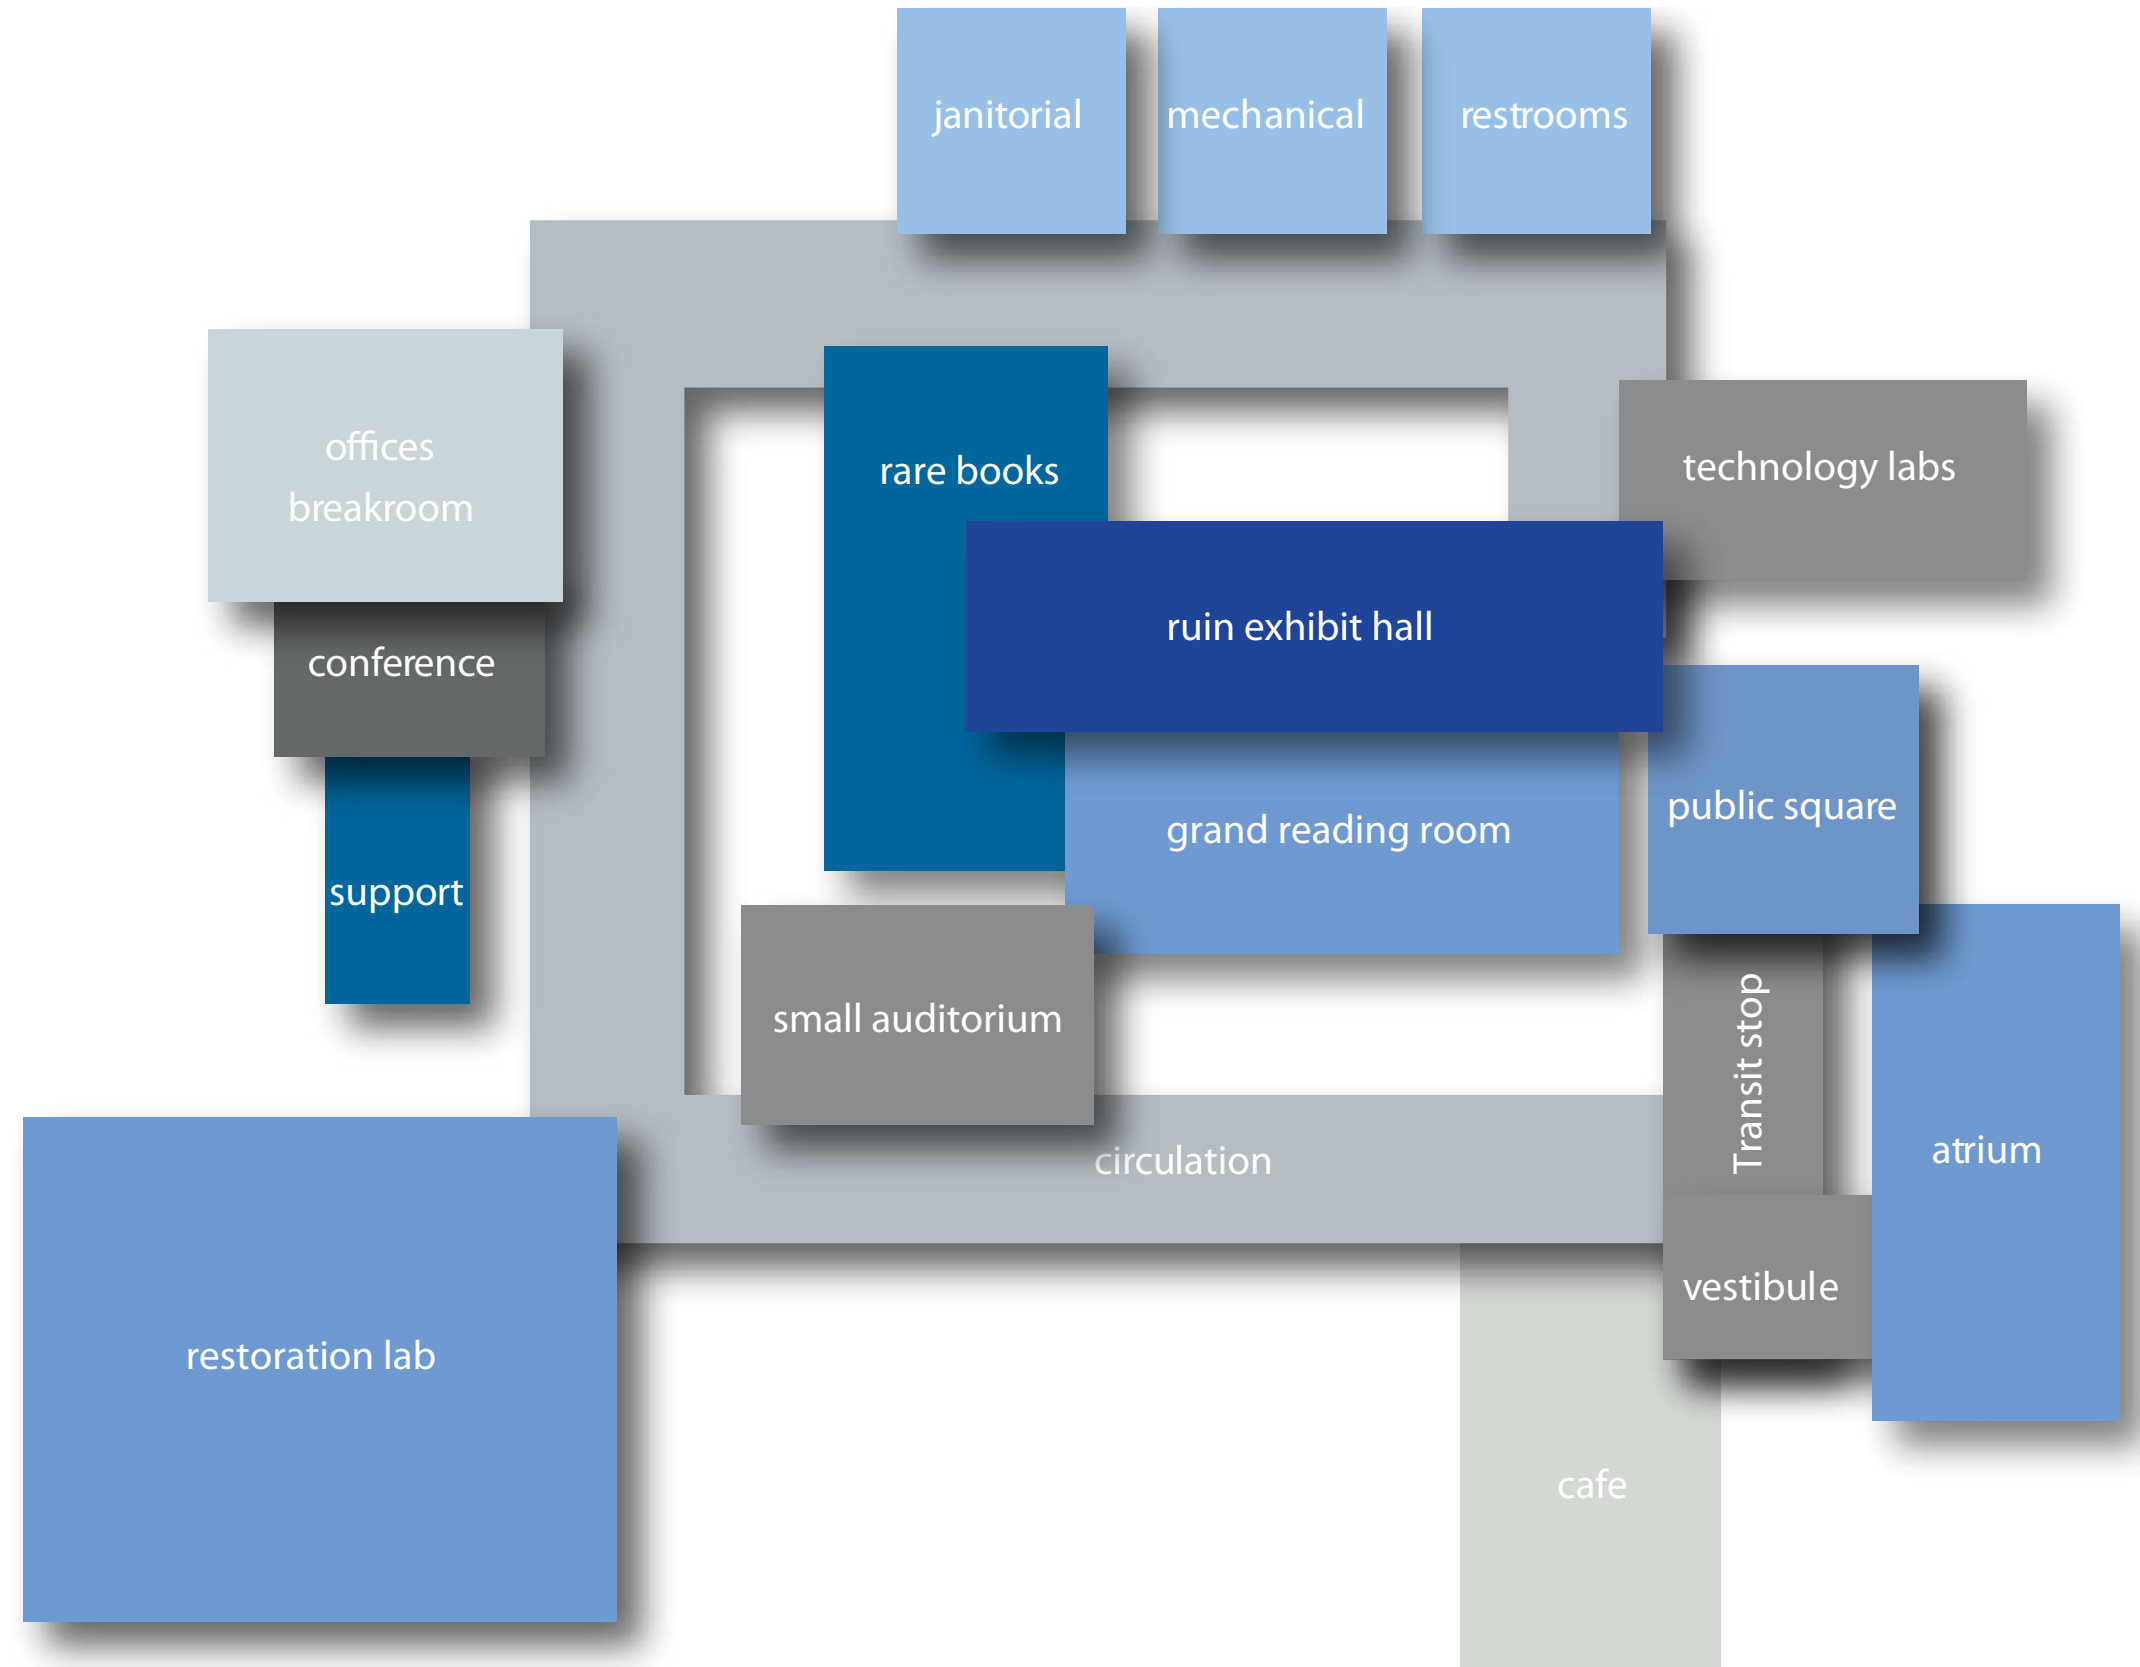 janitorial
mechanical
restrooms
offices
breakroom
rare books
technology labs
ruin exhibit hall
conference
public square
grand reading room
support
small auditorium
Transit stop
circulation
atrium
vestibule
restoration lab
cafe